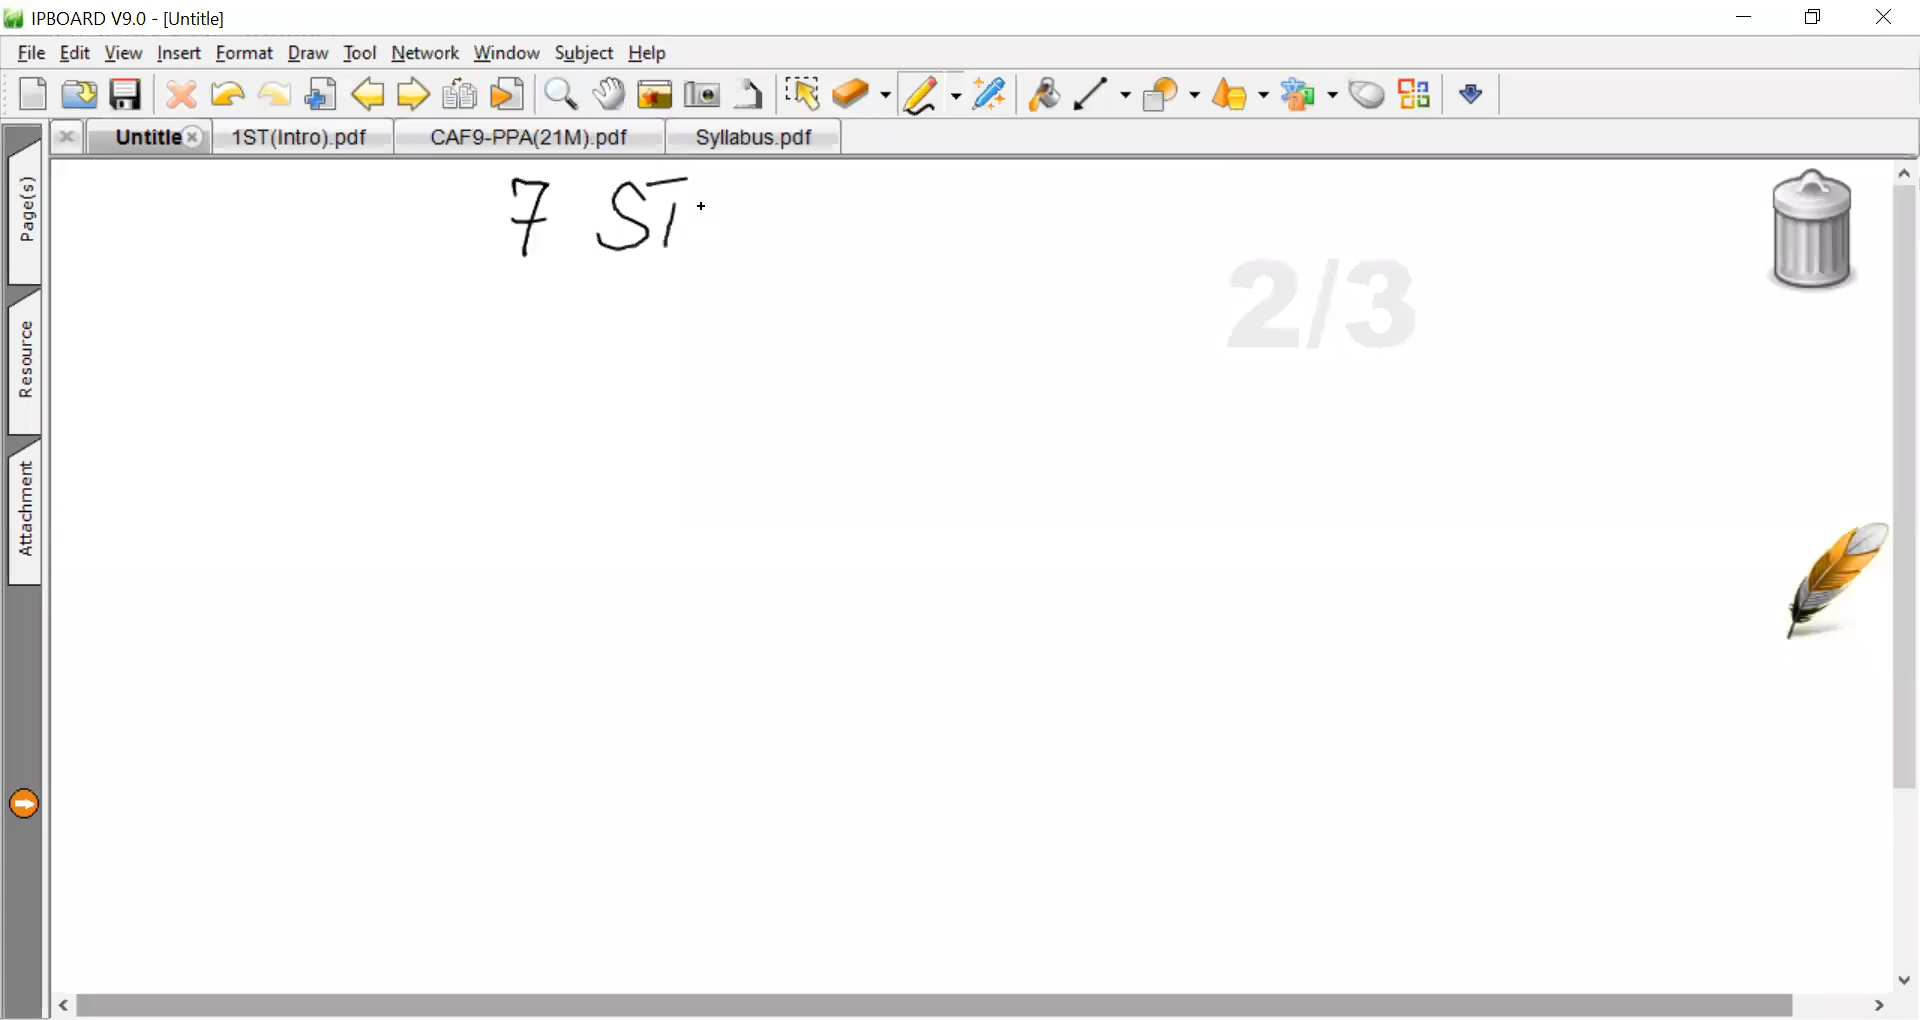 IPBOARD V9.0 - [Untitle]
File Edit View Insert Format Draw Tool Network Window Subject Help
Untitle 1ST(Intro).pdf CAF9-PPA(21M).pdf Syllabus.pdf
Page(s)
Resource
Attachment
7 ST
2/3